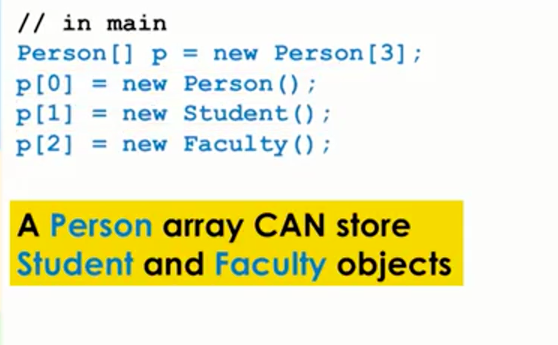 // in main
Person[] p = new Person[3];
p[0] = new Person();
p[1] = new Student();
p[2] = new Faculty();
A Person array CAN store
Student and Faculty objects